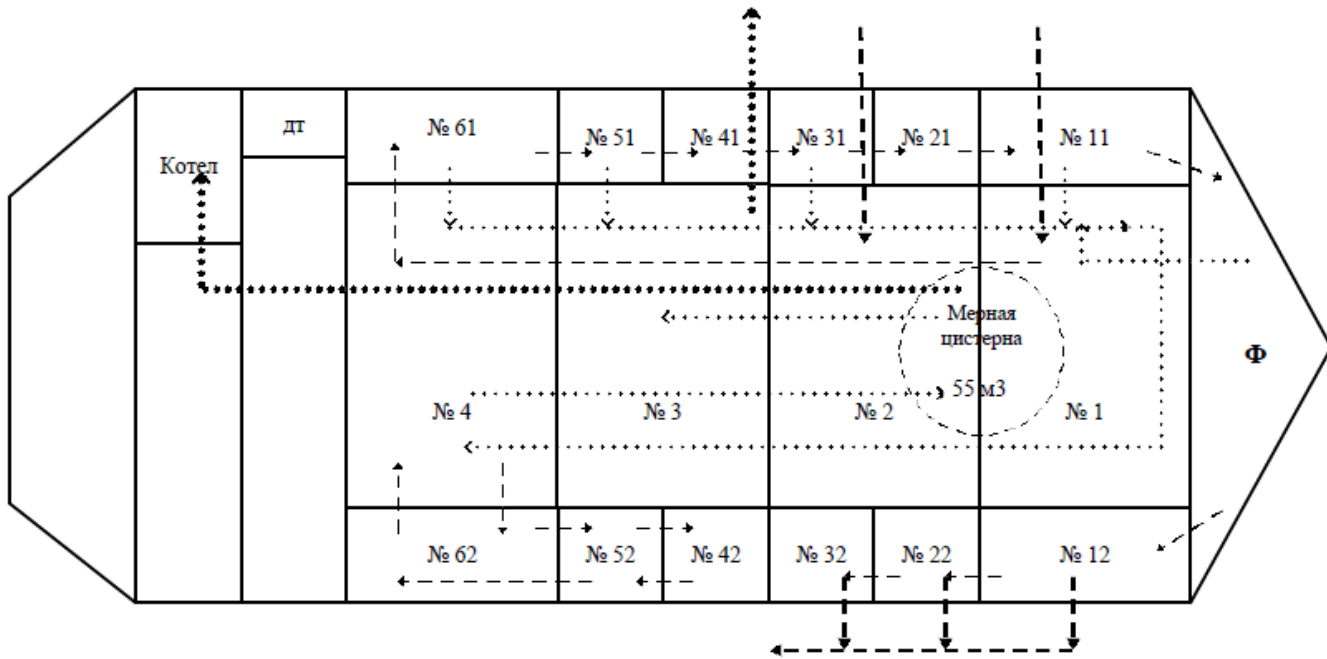 дт
№ 61
№ 51
№ 41
№ 31
№ 21
№ 11
Котел
Мерная
цистерна
55 м3
Ф
№ 4
№ 3
№ 2
№ 1
№ 62
№ 52
№ 42
№ 32
№ 22
№ 12